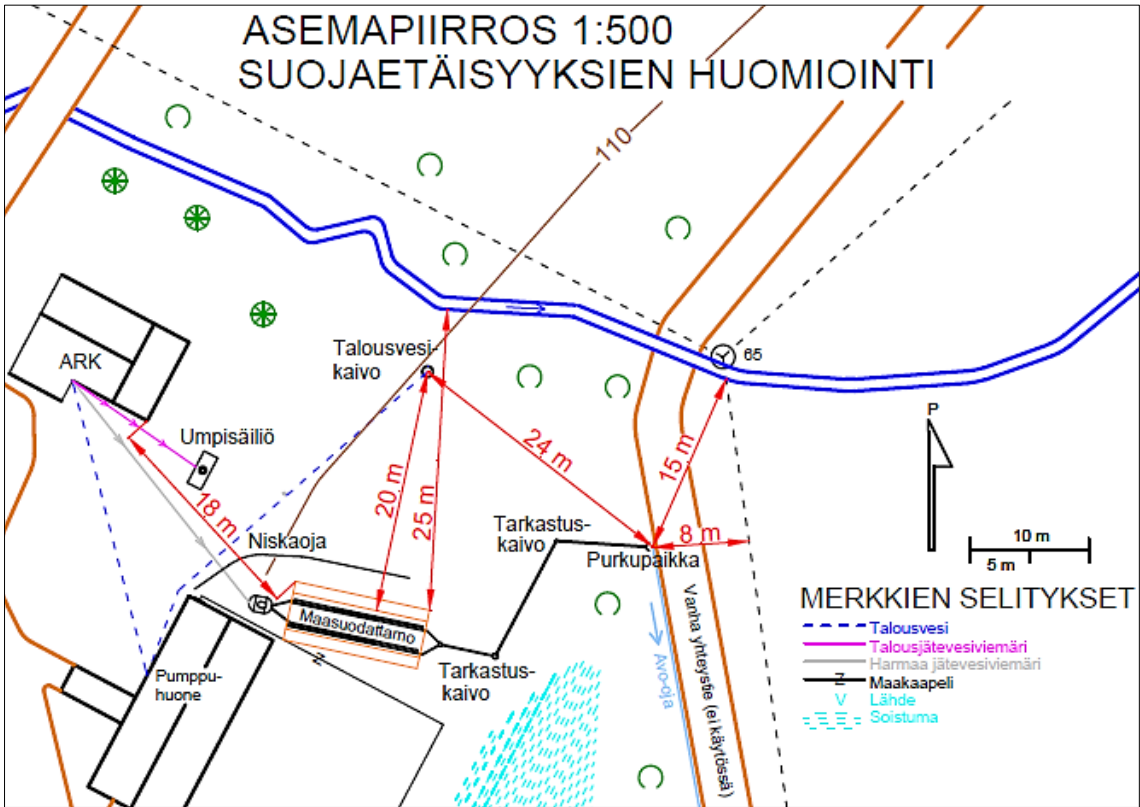 ASEMAPIIRROS 1:500
SUOJAETÄISYYKSIEN HUOMIOINTI
110
65
ARK
Talousvesi-
kaivo
Umpisäiliö
18 m
20 m
25 m
24 m
15 m
8 m
P
10 m
5 m
Niskaoja
Tarkastus-
kaivo
Purkupaikka
Maasuodattamo
Tarkastus-
kaivo
Pumppu-
huone
Z
Avo-oja
Vanha yhteystie (ei käytössä)
MERKKIEN SELITYKSET
Talousvesi
Talousjätevesiviemäri
Harmaa jätevesiviemäri
Z Maakaapeli
V Lähde
Soistuma